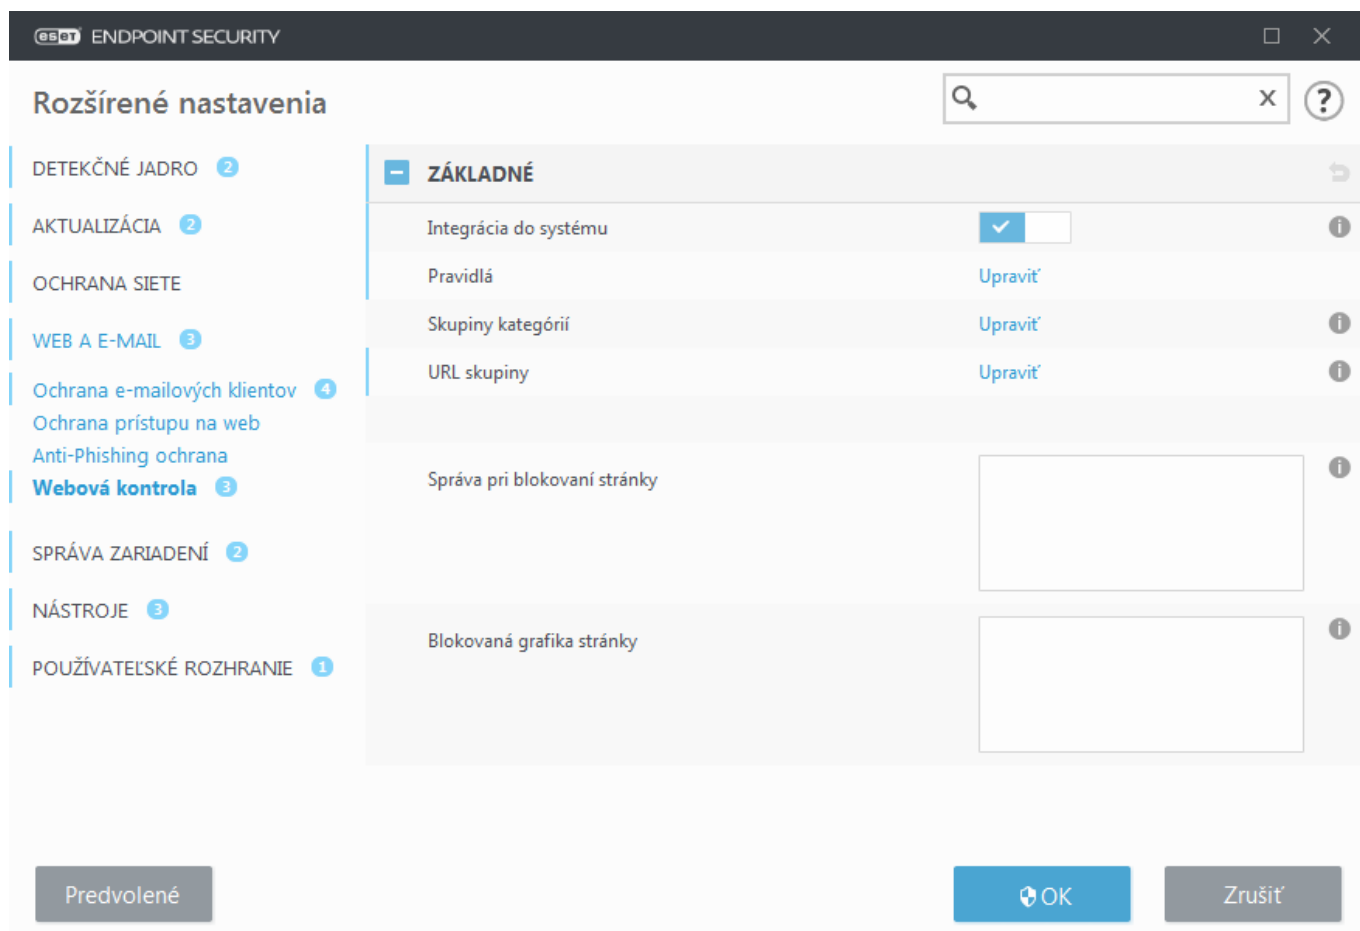 eset ENDPOINT SECURITY
Rozšírené nastavenia
x
?
DETEKČNÉ JADRO 2
AKTUALIZÁCIA 2
OCHRANA SIETE
WEB A E-MAIL 3
Ochrana e-mailových klientov 4
Ochrana prístupu na web
Anti-Phishing ochrana
Webová kontrola 3
SPRÁVA ZARIADENÍ 2
NÁSTROJE 3
POUŽÍVATEĽSKÉ ROZHRANIE 1
ZÁKLADNÉ
Integrácia do systému
Pravidlá Upraviť
Skupiny kategórií Upraviť
URL skupiny Upraviť
Správa pri blokovaní stránky
Blokovaná grafika stránky
Predvolené
OK
Zrušiť